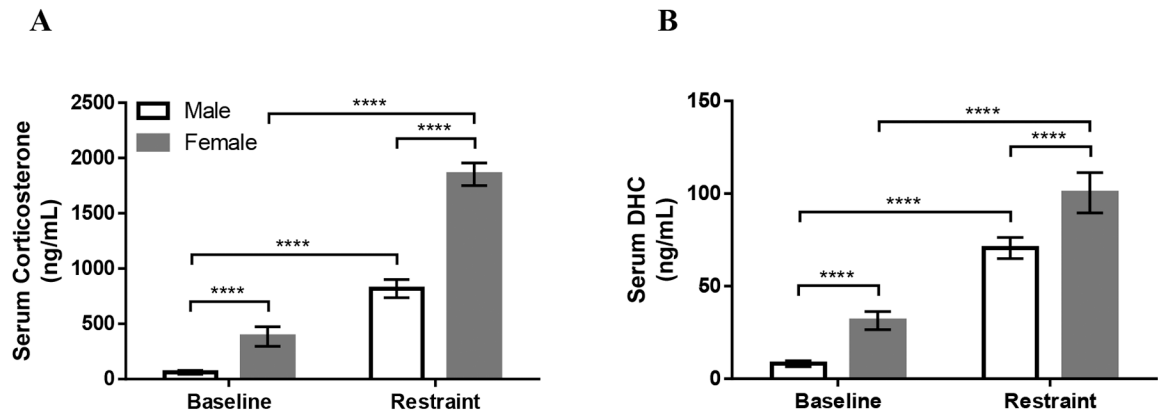 A
Serum Corticosterone
(ng/mL)
2500
2000
1500
1000
500
0
Male
Female
****
****
****
****
Baseline
Restraint
B
Serum DHC
(ng/mL)
150
100
50
0
****
****
****
****
Baseline
Restraint